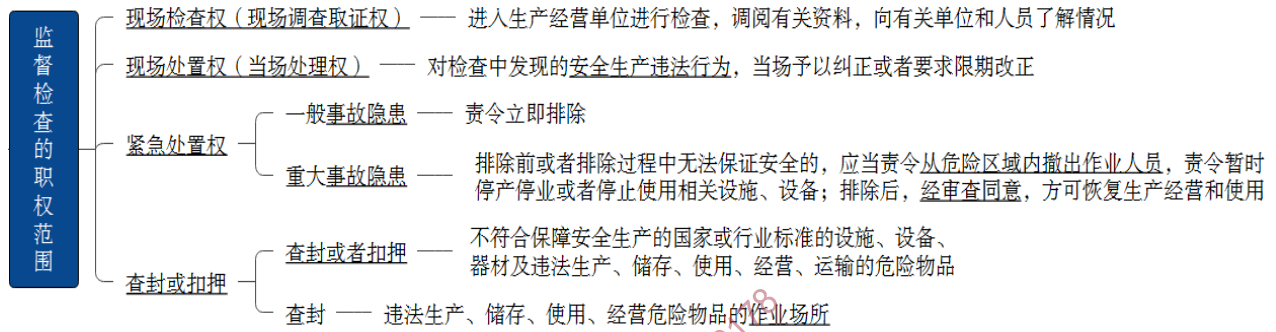 监督检查的职权范围
现场检查权（现场调查取证权） 进入生产经营单位进行检查，调阅有关资料，向有关单位和人员了解情况
现场处置权（当场处理权） 对检查中发现的安全生产违法行为，当场予以纠正或者要求限期改正
紧急处置权
一般事故隐患 责令立即排除
重大事故隐患
排除前或者排除过程中无法保证安全的，应当责令从危险区域内撤出作业人员，责令暂时
停产停业或者停止使用相关设施、设备；排除后，经审查同意，方可恢复生产经营和使用
查封或扣押
查封或者扣押
不符合保障安全生产的国家或行业标准的设施、设备、
器材及违法生产、储存、使用、经营、运输的危险物品
查封 违法生产、储存、使用、经营危险物品的作业场所